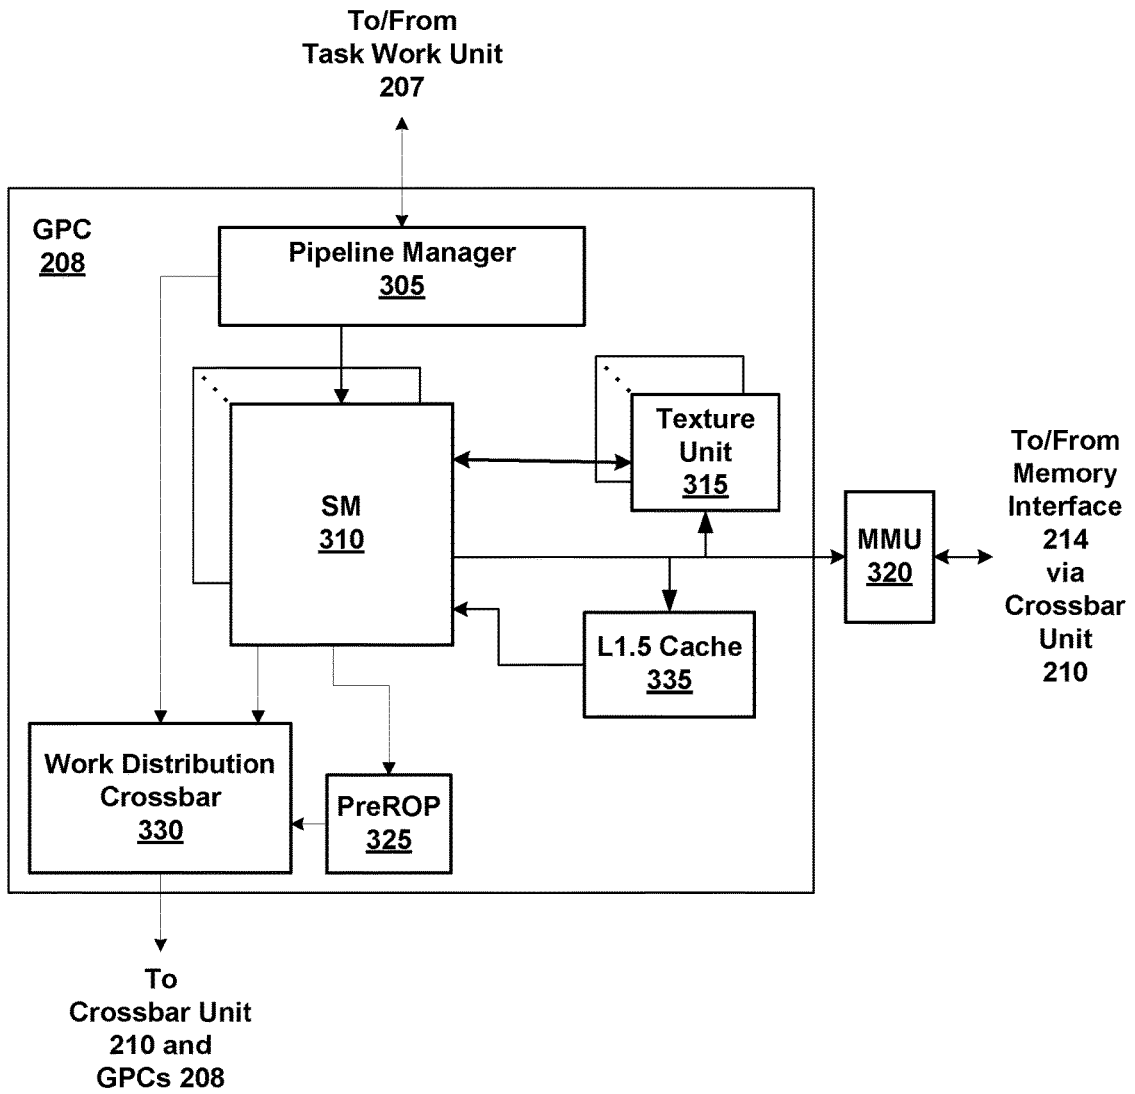 To/From
Task Work Unit
207
GPC
208
Pipeline Manager
305
Texture
Unit
315
SM
310
To/From
Memory
Interface
214
via
Crossbar
Unit
210
MMU
320
L1.5 Cache
335
Work Distribution
Crossbar
330
PreROP
325
To
Crossbar Unit
210 and
GPCs 208